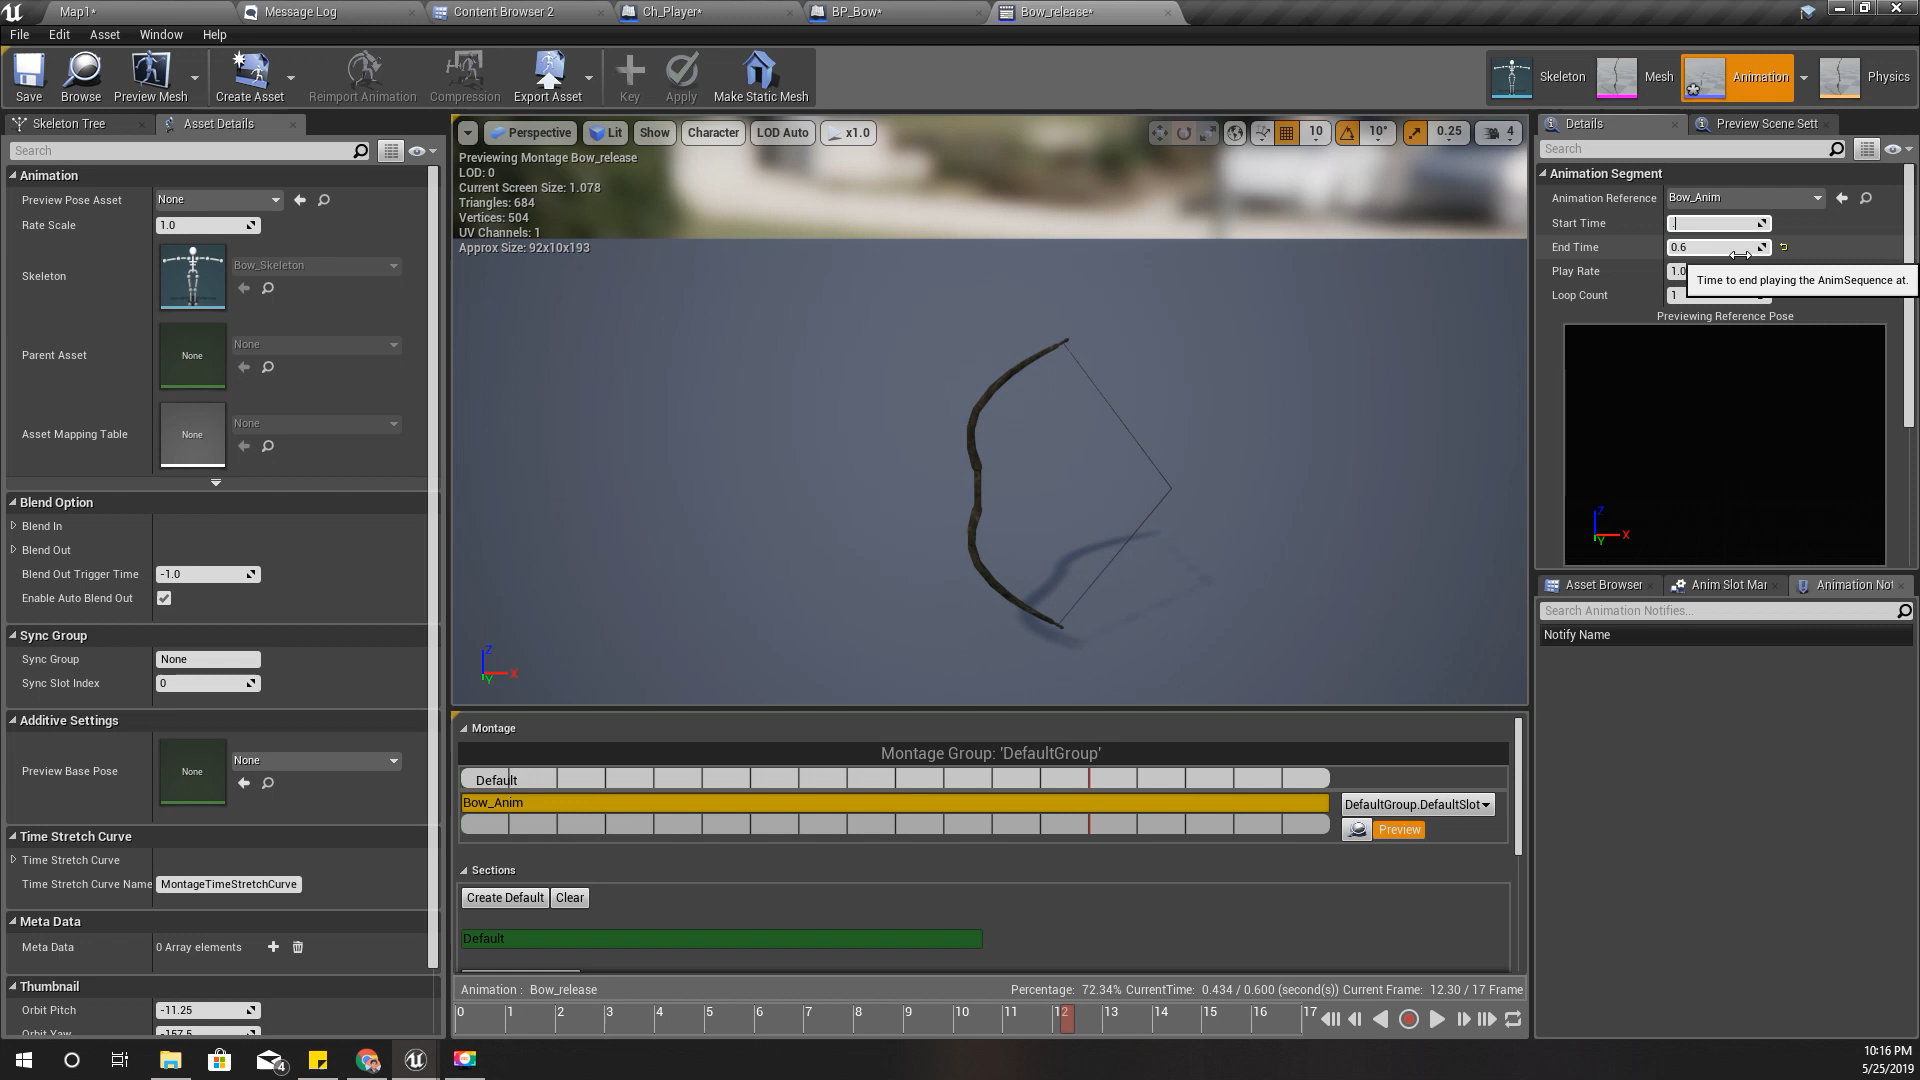 Map1*
Message Log
Content Browser 2
Ch_Player*
BP_Bow*
Bow_release*
File
Edit
Asset
Window
Help
Save
Browse
Preview Mesh
Create Asset
Reimport Animation
Compression
Export Asset
Key
Apply
Make Static Mesh
Skeleton
Mesh
Animation
Physics
Skeleton Tree
Asset Details
Search
Animation
Preview Pose Asset
None
Rate Scale
1.0
Skeleton
Bow_Skeleton
Parent Asset
None
None
Asset Mapping Table
None
None
Blend Option
Blend In
Blend Out
Blend Out Trigger Time
-1.0
Enable Auto Blend Out
Sync Group
Sync Group
None
Sync Slot Index
0
Additive Settings
Preview Base Pose
None
None
Time Stretch Curve
Time Stretch Curve
Time Stretch Curve Name
MontageTimeStretchCurve
Meta Data
Meta Data
0 Array elements
Thumbnail
Orbit Pitch
-11.25
Orbit Yaw
-157.5
Perspective
Lit
Show
Character
LOD Auto
x1.0
10
10°
0.25
4
Previewing Montage Bow_release
LOD: 0
Current Screen Size: 1.078
Triangles: 684
Vertices: 504
UV Channels: 1
Approx Size: 92x10x193
Z
X
Y
Montage
Montage Group: 'DefaultGroup'
Default
Bow_Anim
DefaultGroup.DefaultSlot
Preview
Sections
Create Default
Clear
Default
Animation : Bow_release
Percentage: 72.34% CurrentTime: 0.434 / 0.600 (second(s)) Current Frame: 12.30 / 17 Frame
0 1 2 3 4 5 6 7 8 9 10 11 12 13 14 15 16 17
Details
Preview Scene Sett
Search
Animation Segment
Animation Reference
Bow_Anim
Start Time
.
End Time
0.6
Play Rate
1.0
Time to end playing the AnimSequence at.
Loop Count
1
Previewing Reference Pose
Z
X
Y
Asset Browser
Anim Slot Mar
Animation Not
Search Animation Notifies...
Notify Name
4
10:16 PM
5/25/2019